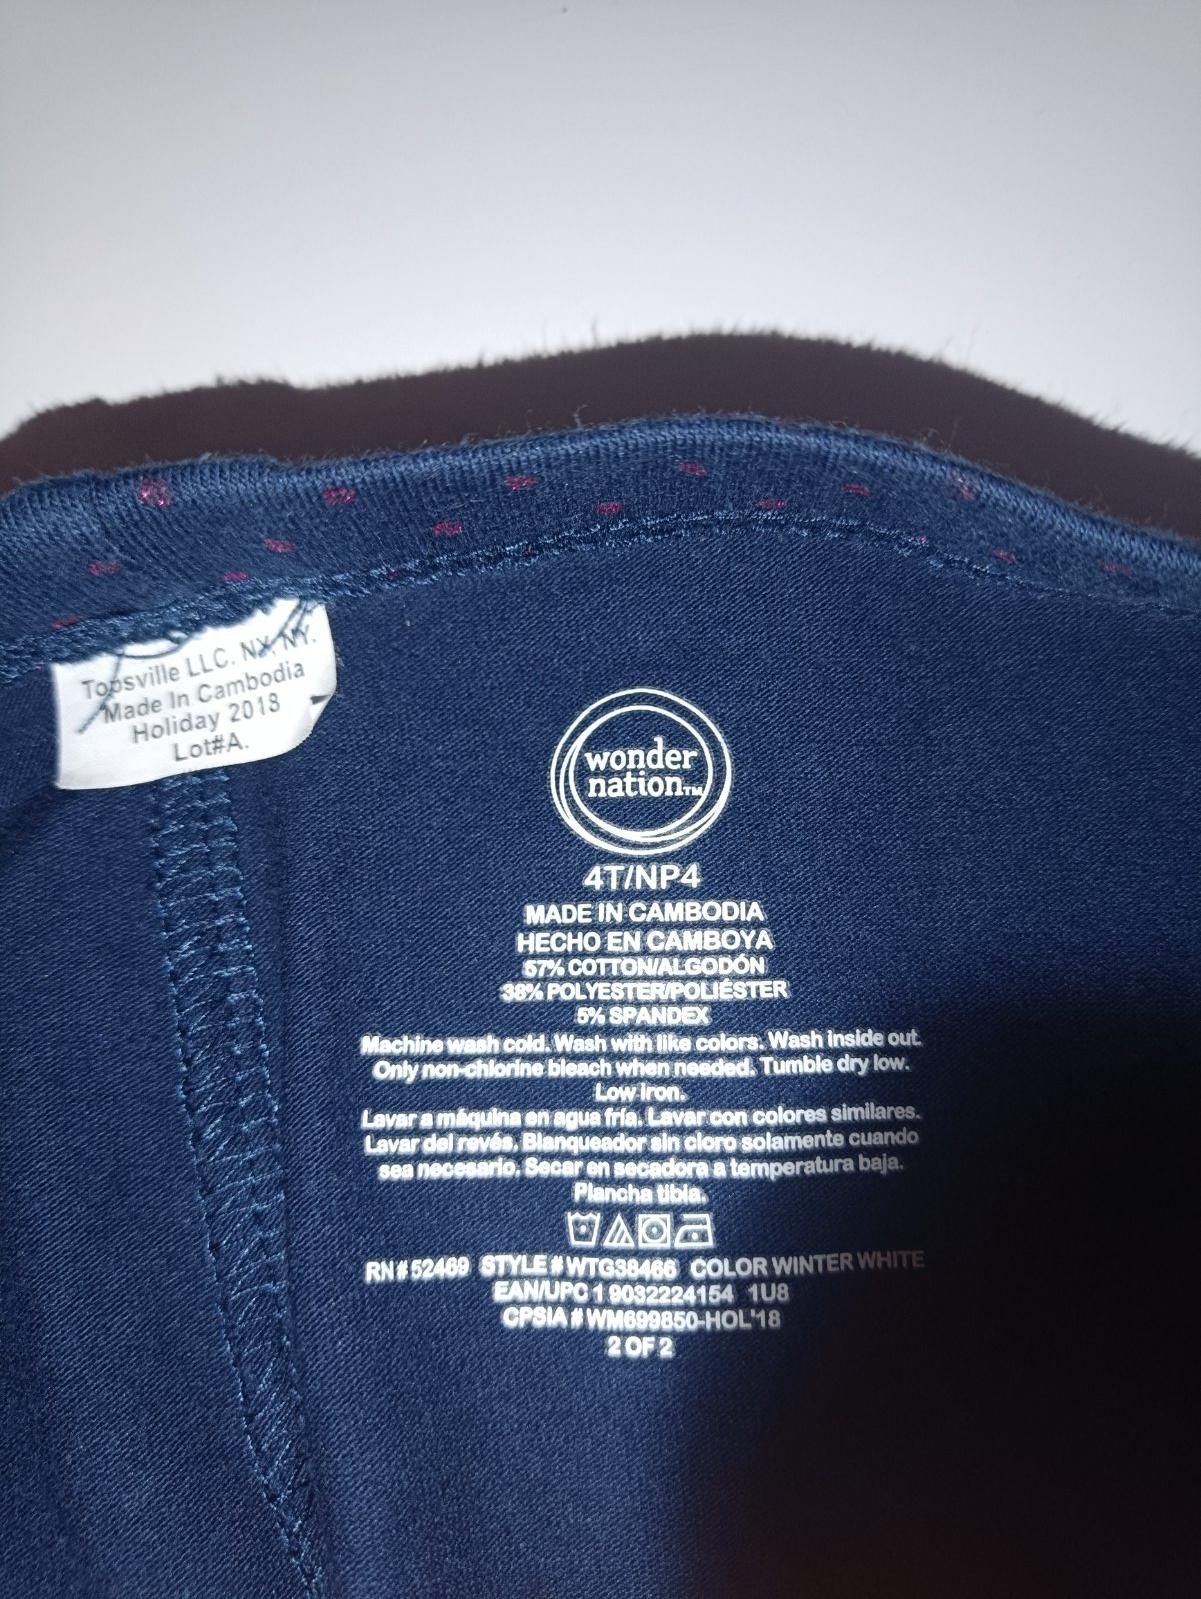 Topsville LLC. NY, NY.
Made In Cambodia
Holiday 2018
Lot#A.
wonder
nation™
4T/NP4
MADE IN CAMBODIA
HECHO EN CAMBOYA
57% COTTON/ALGODÓN
38% POLYESTER/POLIÉSTER
5% SPANDEX
Machine wash cold. Wash with like colors. Wash inside out.
Only non-chlorine bleach when needed. Tumble dry low.
Low iron.
Lavar a máquina en agua fría. Lavar con colores similares.
Lavar del revés. Blanqueador sin cloro solamente cuando
sea necesario. Secar en secadora a temperatura baja.
Plancha tibia.
RN# 52469 STYLE # WTG38466 COLOR WINTER WHITE
EAN/UPC 1 9032224154 1U8
CPSIA # WM699850-HOL'18
2 OF 2